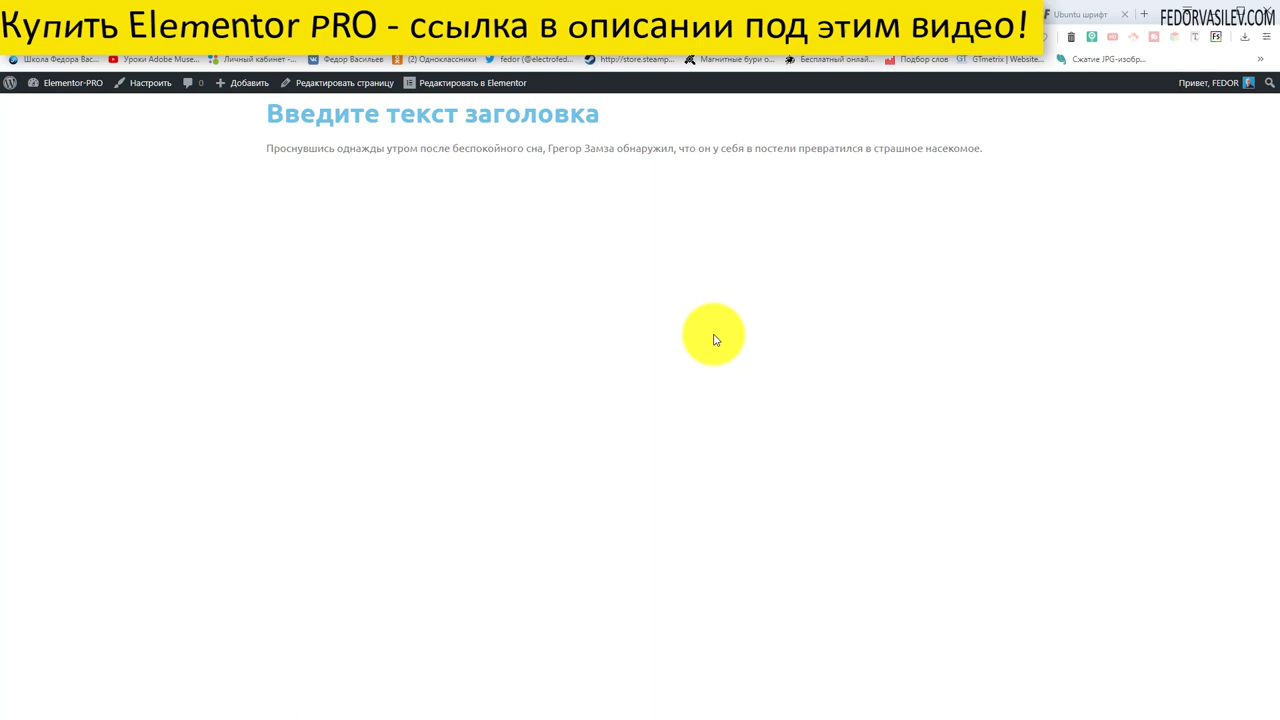 Купить Elementor PRO - ссылка в описании под этим видео!
Ubuntu шрифт
FEDORVASILEV.COM
Школа Федора Вас...
Уроки Adobe Muse...
Личный кабинет -...
Федор Васильев
(2) Одноклассники
fedor (@electrofed...
http://store.steamp...
Магнитные бури о...
Бесплатный онлай...
Подбор слов
GTmetrix | Website...
Сжатие JPG-изобр...
Elementor-PRO
Настроить
0
Добавить
Редактировать страницу
Редактировать в Elementor
Привет, FEDOR
Введите текст заголовка
Проснувшись однажды утром после беспокойного сна, Грегор Замза обнаружил, что он у себя в постели превратился в страшное насекомое.